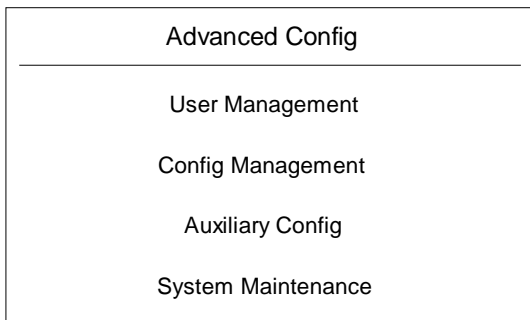 Advanced Config
User Management
Config Management
Auxiliary Config
System Maintenance